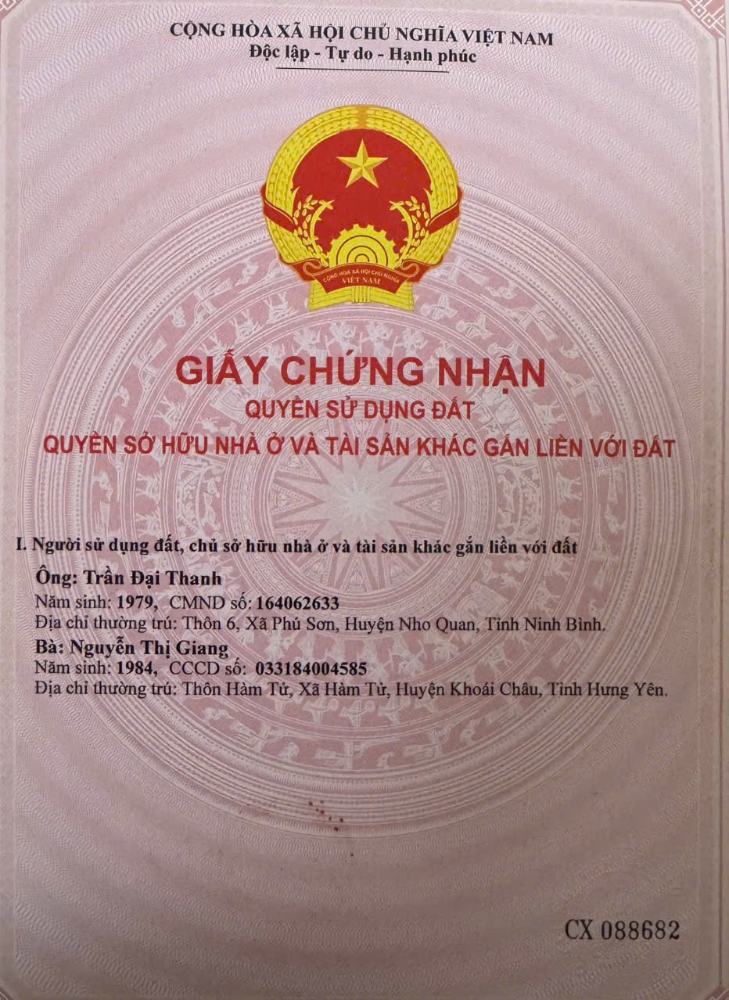 CỘNG HÒA XÃ HỘI CHỦ NGHĨA VIỆT NAM
Độc lập - Tự do - Hạnh phúc
CỘNG HÒA XÃ HỘI CHỦ NGHĨA
VIỆT NAM
GIẤY CHỨNG NHẬN
QUYỀN SỬ DỤNG ĐẤT
QUYỀN SỞ HỮU NHÀ Ở VÀ TÀI SẢN KHÁC GẮN LIỀN VỚI ĐẤT
I. Người sử dụng đất, chủ sở hữu nhà ở và tài sản khác gắn liền với đất
Ông: Trần Đại Thanh
Năm sinh: 1979, CMND số: 164062633
Địa chỉ thường trú: Thôn 6, Xã Phú Sơn, Huyện Nho Quan, Tỉnh Ninh Bình.
Bà: Nguyễn Thị Giang
Năm sinh: 1984, CCCD số: 033184004585
Địa chỉ thường trú: Thôn Hàm Tử, Xã Hàm Tử, Huyện Khoái Châu, Tỉnh Hưng Yên.
CX 088682